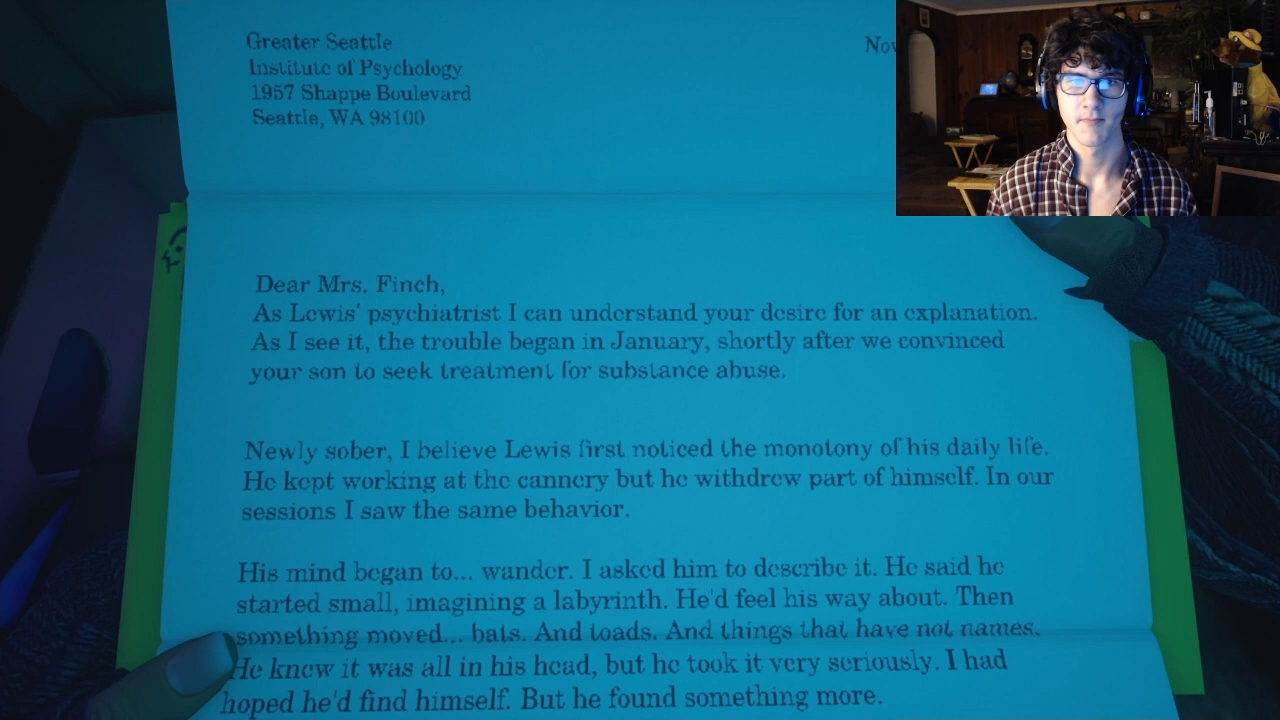 Greater Seattle
Institute of Psychology
1957 Shappe Boulevard
Seattle, WA 98100
Dear Mrs. Finch,
As Lewis' psychiatrist I can understand your desire for an explanation.
As I see it, the trouble began in January, shortly after we convinced
your son to seek treatment for substance abuse.
Newly sober, I believe Lewis first noticed the monotony of his daily life.
He kept working at the cannery but he withdrew part of himself. In our
sessions I saw the same behavior.
His mind began to... wander. I asked him to describe it. He said he
started small, imagining a labyrinth. He'd feel his way about. Then
something moved... bats. And toads. And things that have not names.
He knew it was all in his head, but he took it very seriously. I had
hoped he'd find himself. But he found something more.